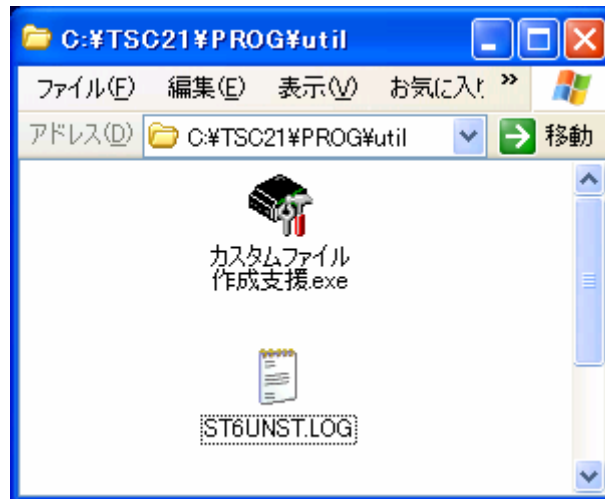 C:¥TSC21¥PROG¥util
ファイル(F) 編集(E) 表示(V) お気に入り »
アドレス(D) C:¥TSC21¥PROG¥util 移動
カスタムファイル
作成支援.exe
ST6UNST.LOG